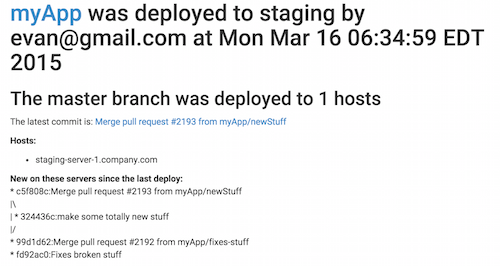 myApp was deployed to staging by
evan@gmail.com at Mon Mar 16 06:34:59 EDT
2015
The master branch was deployed to 1 hosts
The latest commit is: Merge pull request #2193 from myApp/newStuff
Hosts:
• staging-server-1.company.com
New on these servers since the last deploy:
* c5f808c:Merge pull request #2193 from myApp/newStuff
|\
| * 324436c:make some totally new stuff
|/
* 99d1d62:Merge pull request #2192 from myApp/fixes-stuff
* fd92ac0:Fixes broken stuff